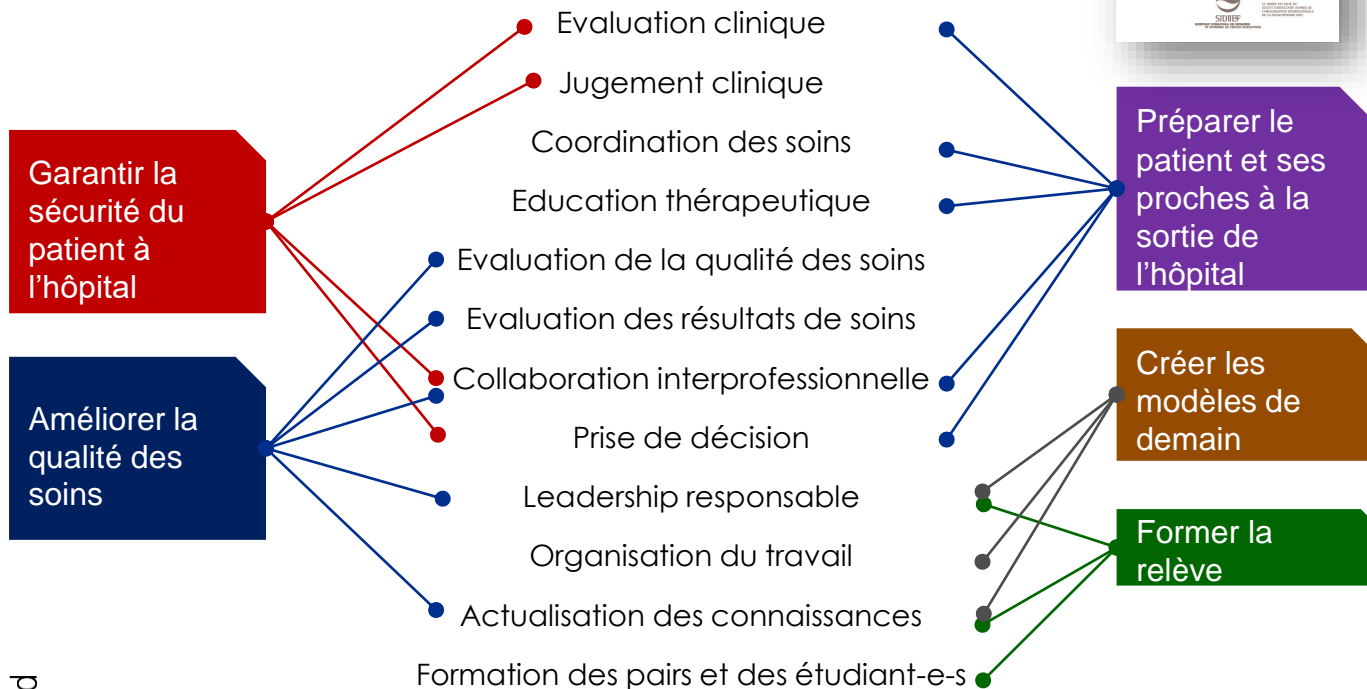 SIDIIEF
Evaluation clinique
Jugement clinique
Coordination des soins
Education thérapeutique
Evaluation de la qualité des soins
Evaluation des résultats de soins
Collaboration interprofessionnelle
Prise de décision
Leadership responsable
Organisation du travail
Actualisation des connaissances
Formation des pairs et des étudiant-e-s
Garantir la
sécurité du
patient à
l'hôpital
Améliorer la
qualité des
soins
Préparer le
patient et ses
proches à la
sortie de
l'hôpital
Créer les
modèles de
demain
Former la
relève